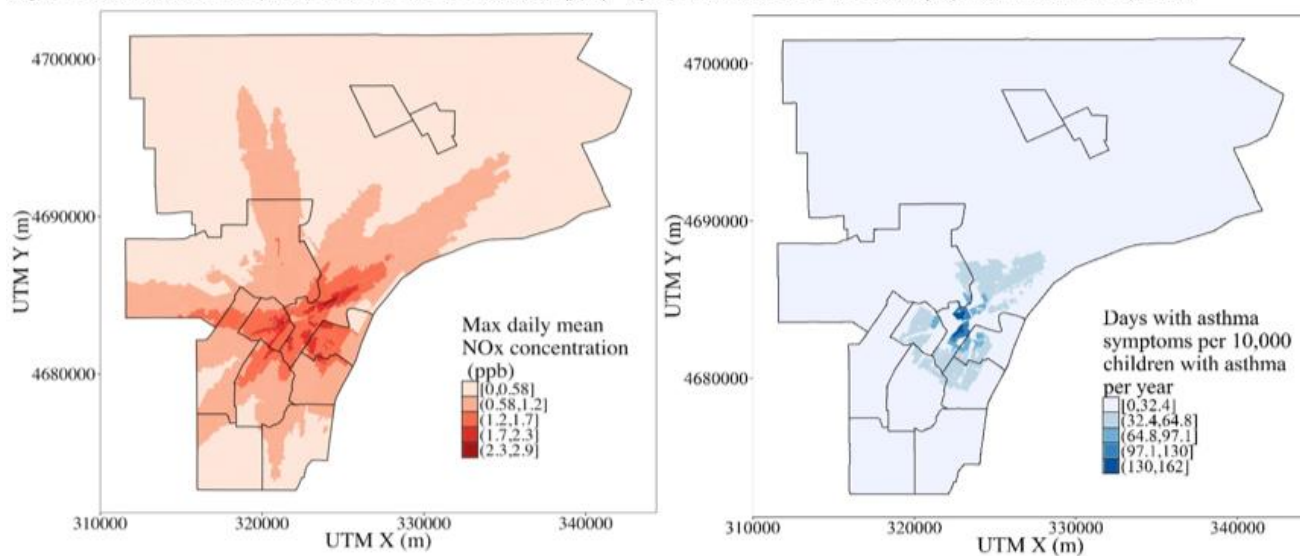 4700000
4690000
4680000
UTM Y (m)
310000
320000
330000
340000
UTM X (m)
Max daily mean
NOx concentration
(ppb)
[0,0.58]
(0.58,1.2]
(1.2,1.7]
(1.7,2.3]
(2.3,2.9]
4700000
4690000
4680000
UTM Y (m)
310000
320000
330000
340000
UTM X (m)
Days with asthma
symptoms per 10,000
children with asthma
per year
[0,32.4]
(32.4,64.8]
(64.8,97.1]
(97.1,130]
(130,162]